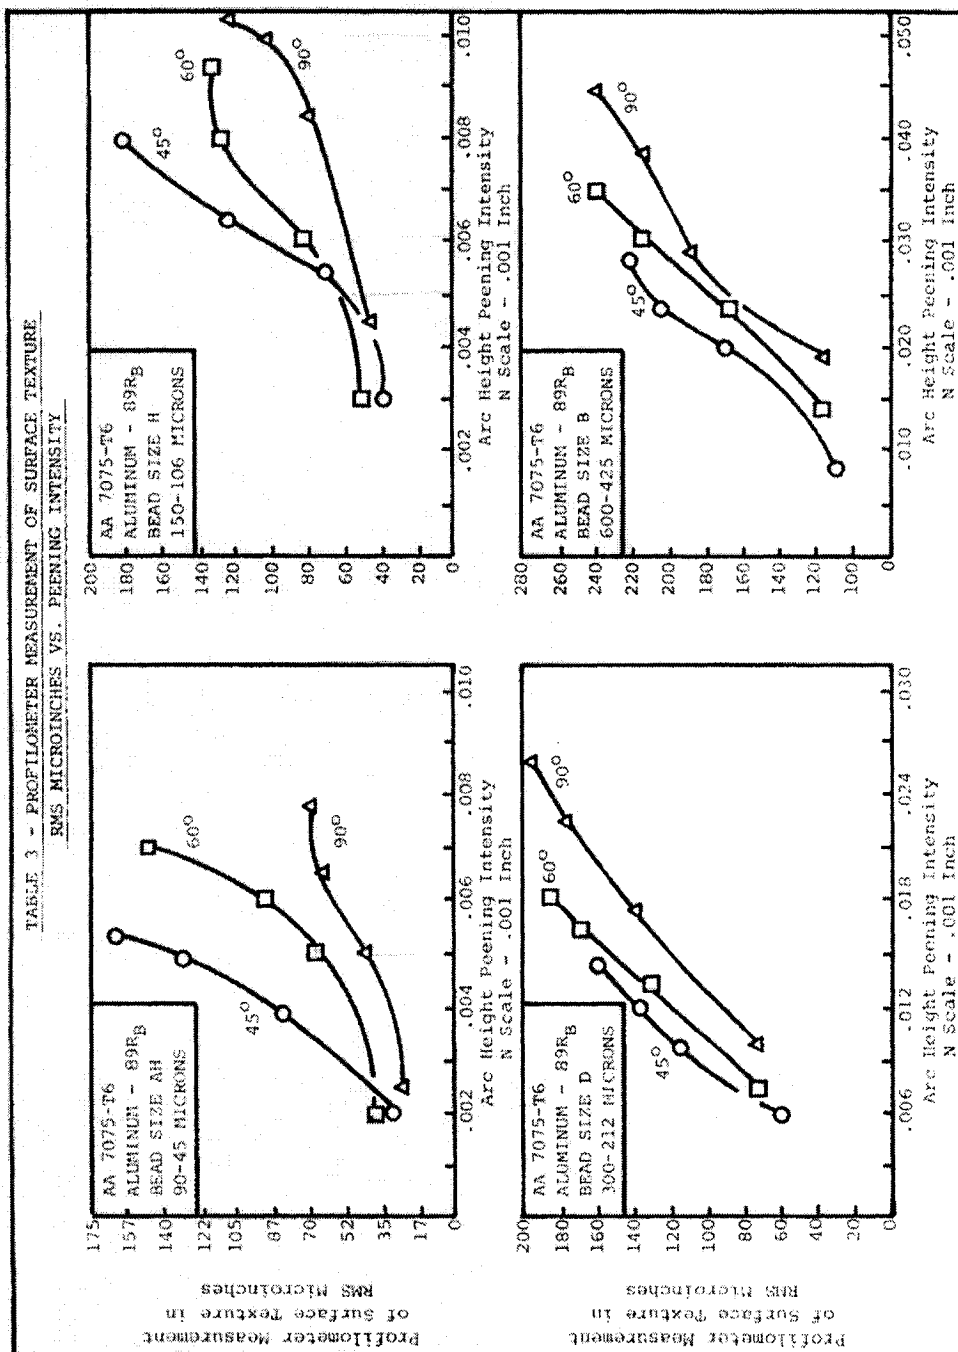 TABLE 3 - PROFILOMETER MEASUREMENT OF SURFACE TEXTURE
RMS MICROINCHES VS. PEENING INTENSITY
Profilometer Measurement
of Surface Texture in
RMS Microinches
175
157
140
122
105
87
70
52
35
17
0
AA 7075-T6
ALUMINUM - 89RB
BEAD SIZE AH
90-45 MICRONS
45°
60°
90°
.002
.004
.006
.008
.010
Arc Height Peening Intensity
N Scale - .001 Inch
200
180
160
140
120
100
80
60
40
20
0
AA 7075-T6
ALUMINUM - 89RB
BEAD SIZE H
150-106 MICRONS
45°
60°
90°
.002
.004
.006
.008
.010
Arc Height Peening Intensity
N Scale - .001 Inch
Profilometer Measurement
of Surface Texture in
RMS Microinches
200
180
160
140
120
100
80
60
40
0
AA 7075-T6
ALUMINUM - 89RB
BEAD SIZE D
300-212 MICRONS
45°
60°
90°
.006
.012
.018
.024
.030
Arc Height Peening Intensity
N Scale - .001 Inch
280
260
240
220
200
180
160
140
120
100
0
AA 7075-T6
ALUMINUM - 89RB
BEAD SIZE B
600-425 MICRONS
45°
60°
90°
.010
.020
.030
.040
.050
Arc Height Peening Intensity
N Scale - .001 Inch